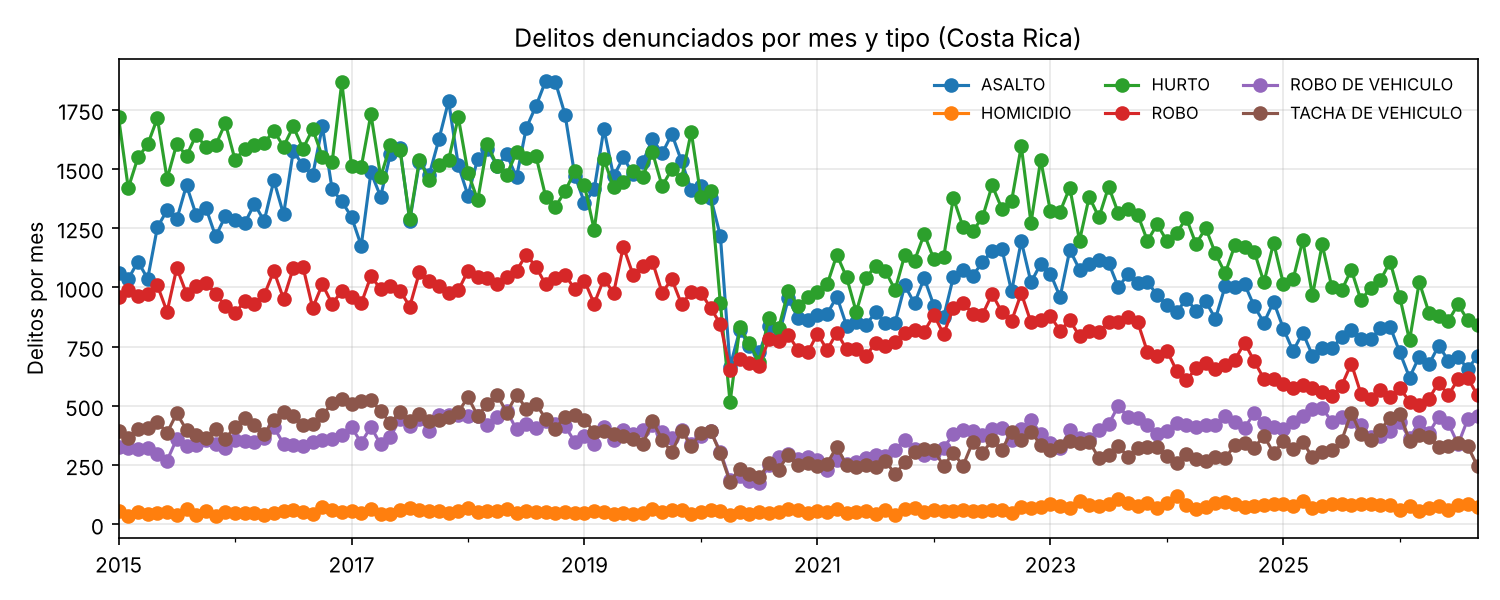 Delitos denunciados por mes y tipo (Costa Rica)
Delitos por mes
1750
1500
1250
1000
750
500
250
0
ASALTO
HOMICIDIO
HURTO
ROBO
ROBO DE VEHICULO
TACHA DE VEHICULO
2015 2017 2019 2021 2023 2025